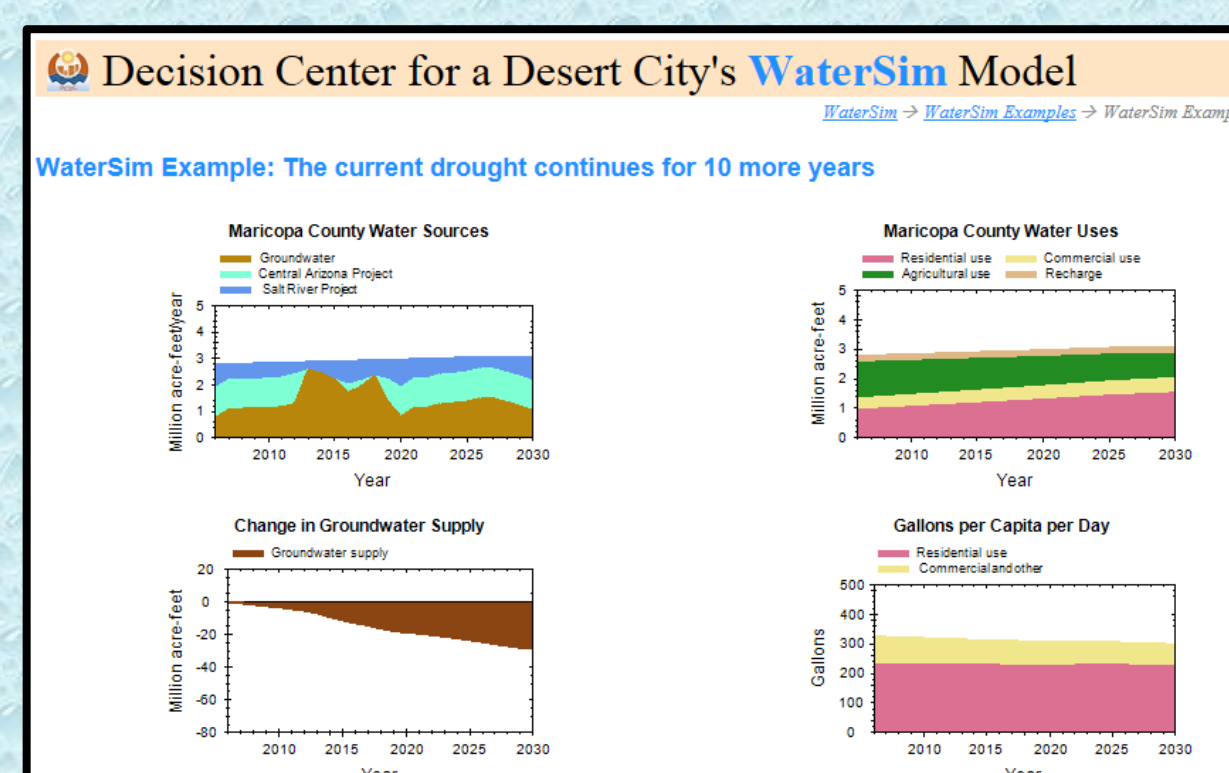 Decision Center for a Desert City's WaterSim Model
WaterSim → WaterSim Examples → WaterSim Examp
WaterSim Example: The current drought continues for 10 more years
Maricopa County Water Sources
Groundwater
Central Arizona Project
Salt River Project
Million acre-feet/year
5
4
3
2
1
0
2010 2015 2020 2025 2030
Year
Maricopa County Water Uses
Residential use Commercial use
Agricultural use Recharge
Million acre-feet
5
4
3
2
1
0
2010 2015 2020 2025 2030
Year
Change in Groundwater Supply
Groundwater supply
Million acre-feet
20
0
-20
-40
-60
-80
2010 2015 2020 2025 2030
Year
Gallons per Capita per Day
Residential use
Commercial and other
Gallons
500
400
300
200
100
0
2010 2015 2020 2025 2030
Year